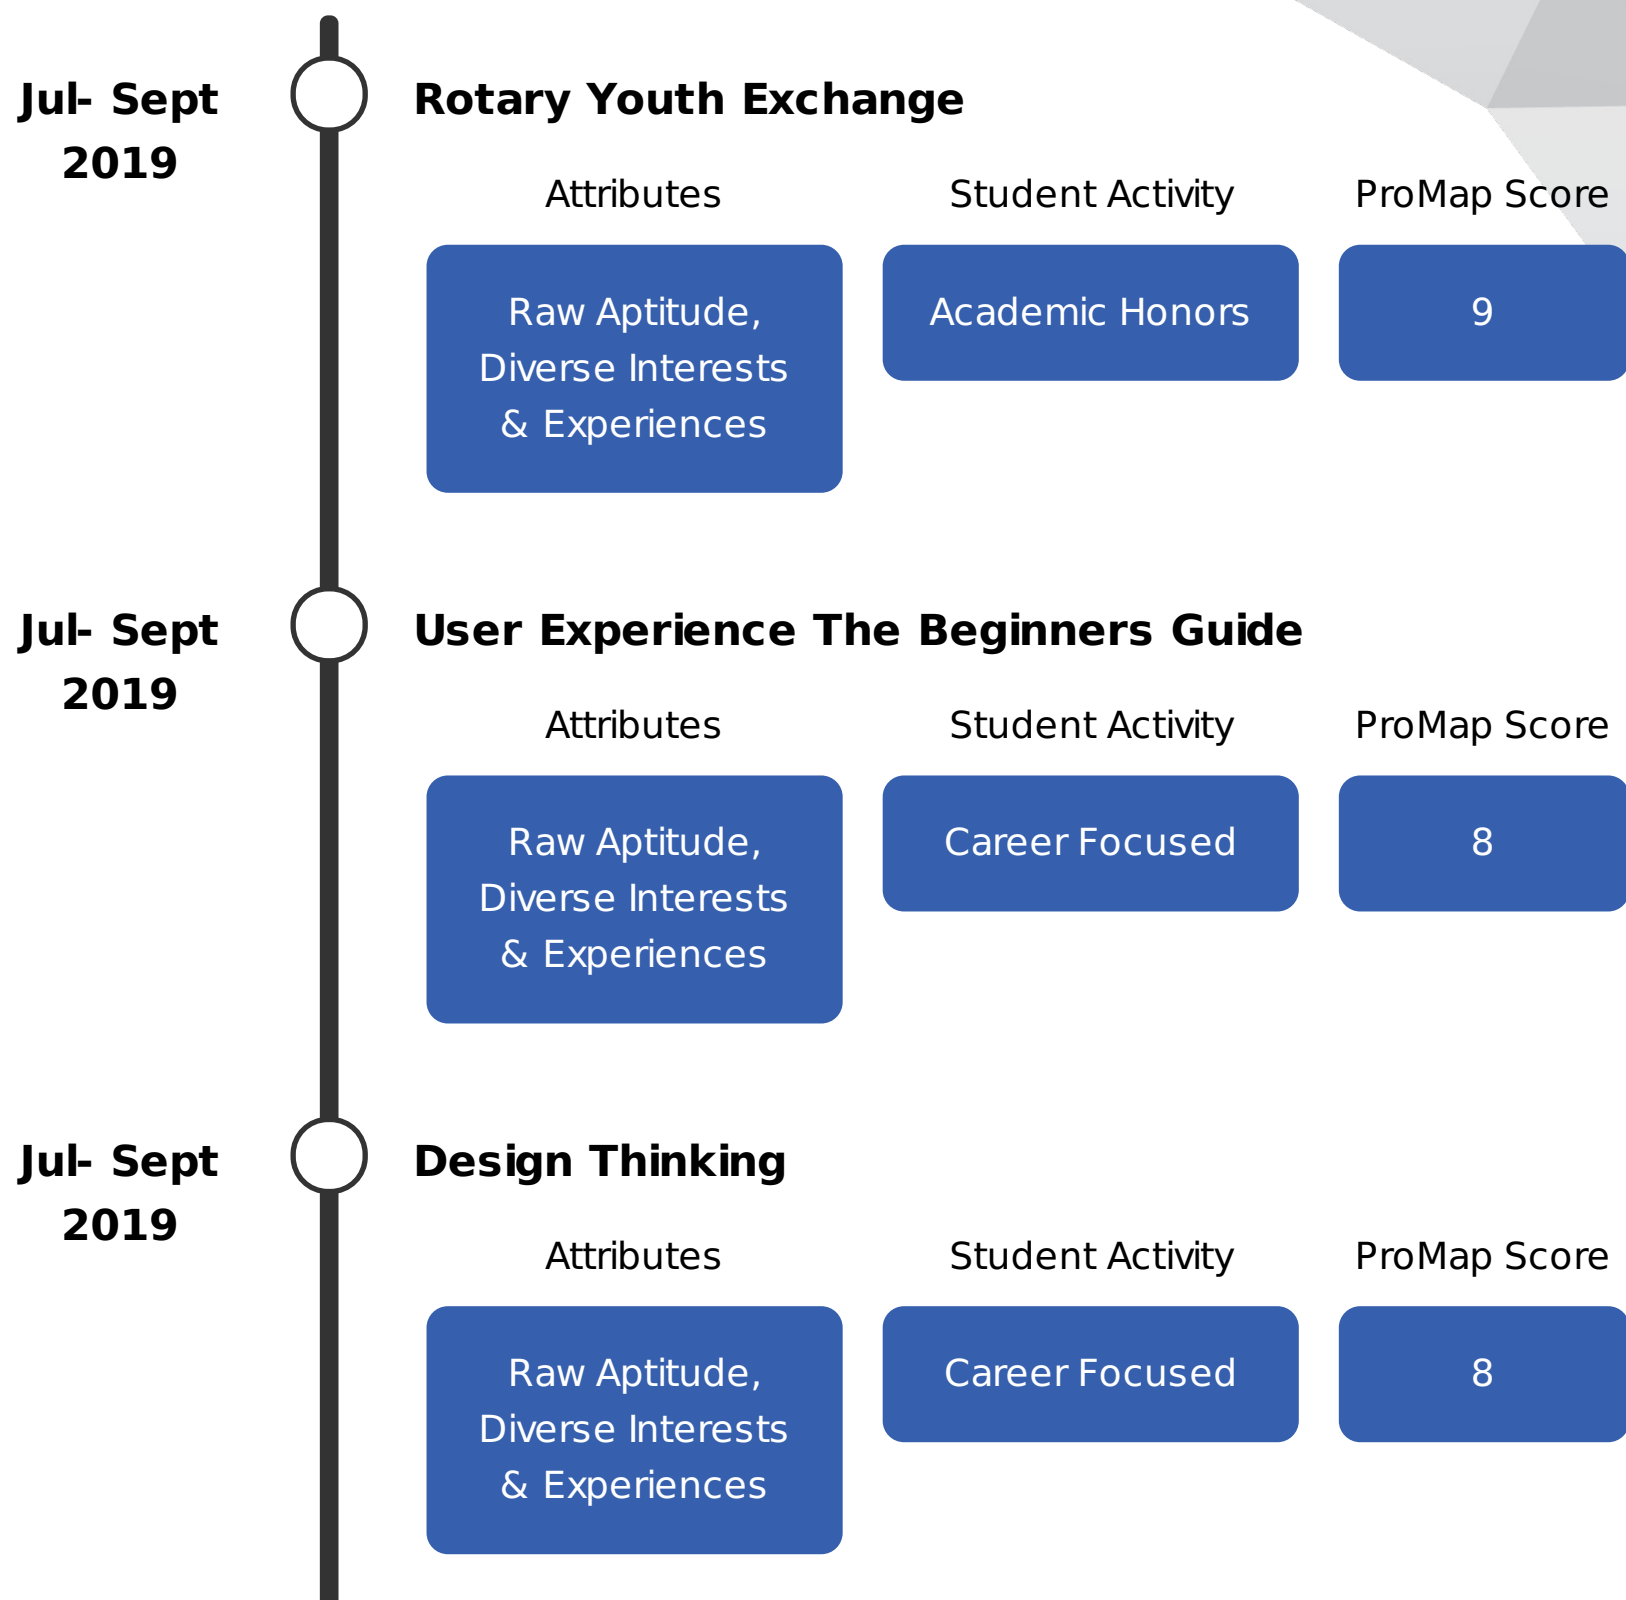 Jul- Sept
2019
Rotary Youth Exchange
Attributes
Student Activity
ProMap Score
Raw Aptitude,
Diverse Interests
& Experiences
Academic Honors
9
Jul- Sept
2019
User Experience The Beginners Guide
Attributes
Student Activity
ProMap Score
Raw Aptitude,
Diverse Interests
& Experiences
Career Focused
8
Jul- Sept
2019
Design Thinking
Attributes
Student Activity
ProMap Score
Raw Aptitude,
Diverse Interests
& Experiences
Career Focused
8